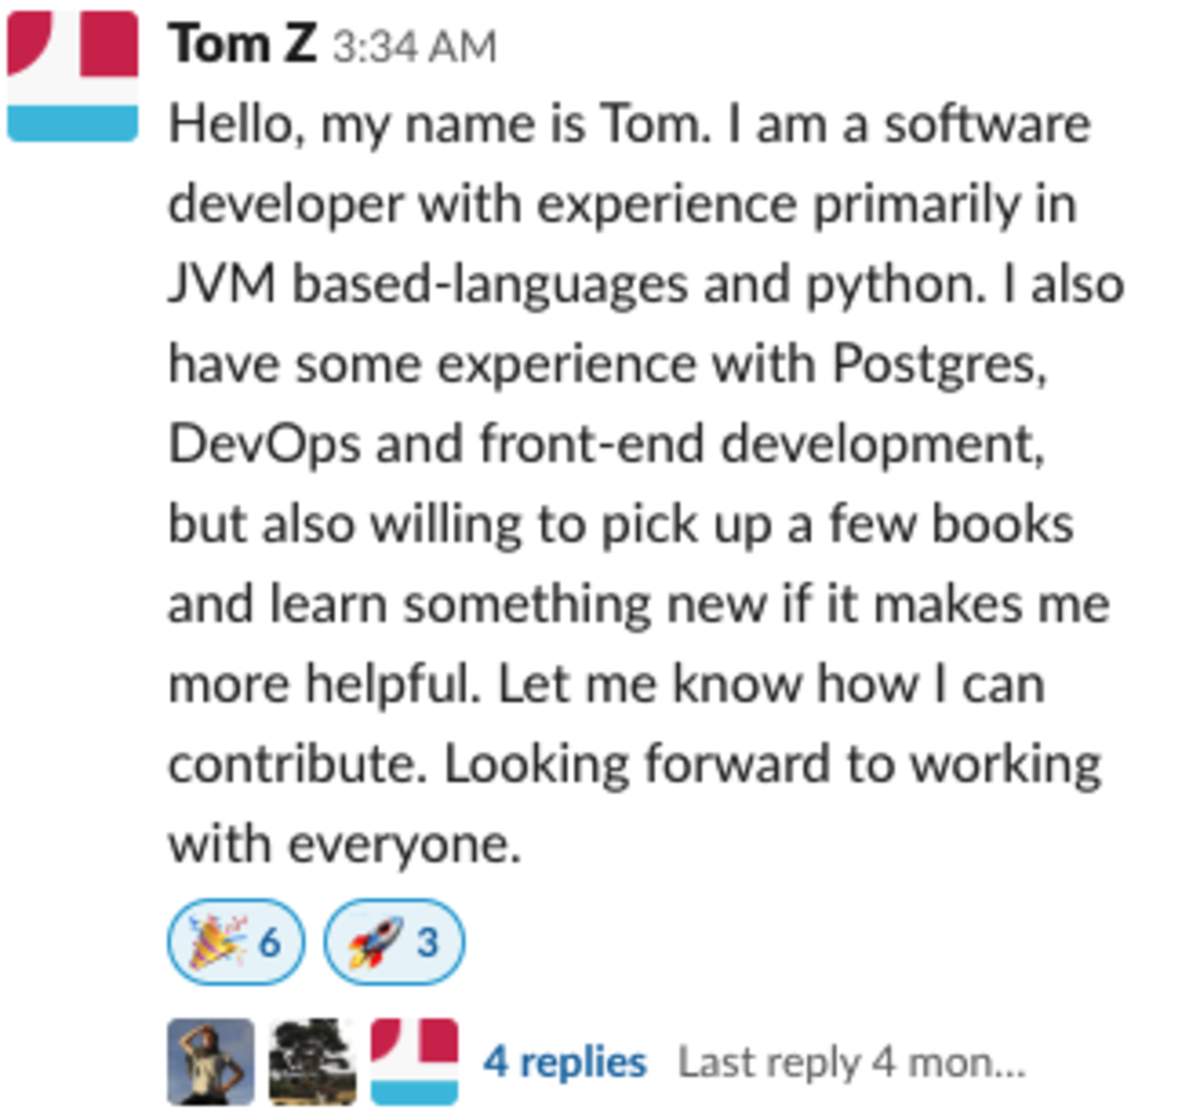 Tom Z 3:34 AM
Hello, my name is Tom. I am a software
developer with experience primarily in
JVM based-languages and python. I also
have some experience with Postgres,
DevOps and front-end development,
but also willing to pick up a few books
and learn something new if it makes me
more helpful. Let me know how I can
contribute. Looking forward to working
with everyone.
🎉 6 🚀 3
4 replies Last reply 4 mon...